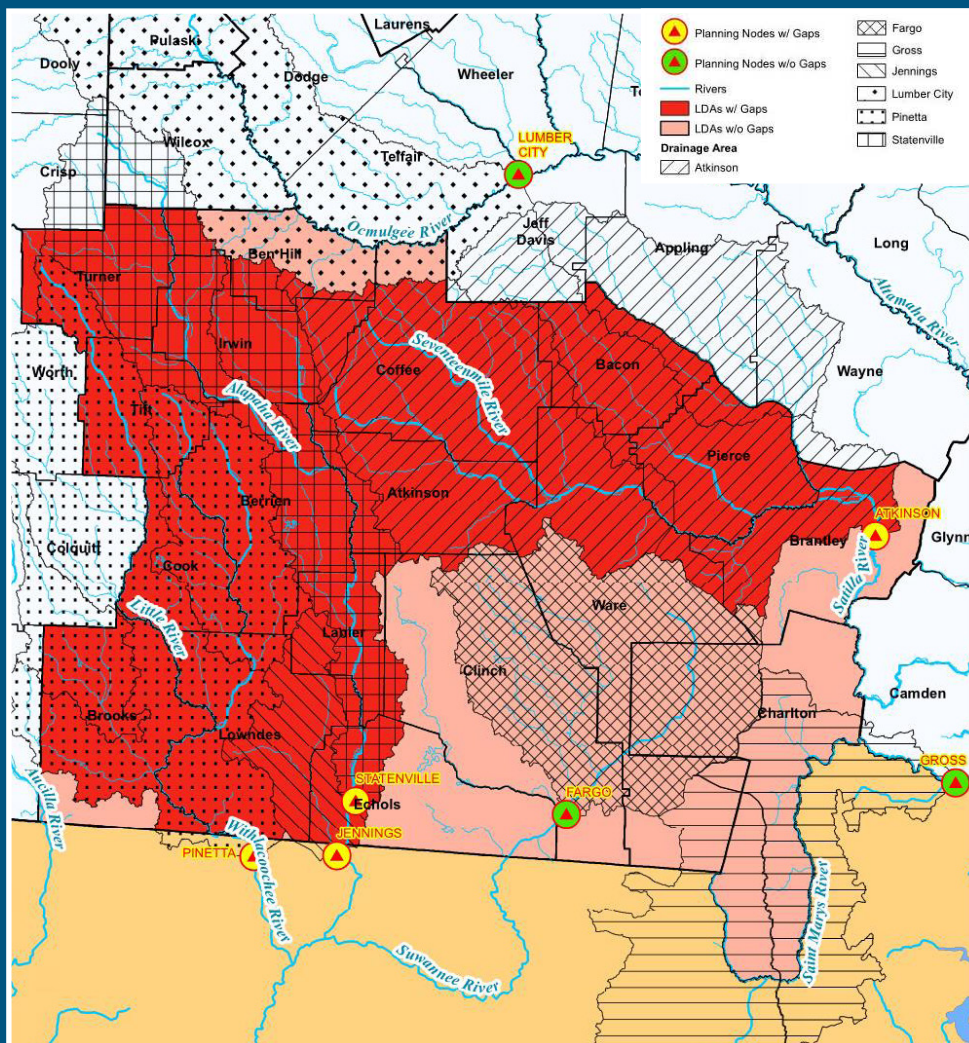 Planning Nodes w/ Gaps
Planning Nodes w/o Gaps
Rivers
LDAs w/ Gaps
LDAs w/o Gaps
Drainage Area
Atkinson
Fargo
Gross
Jennings
Lumber City
Pinetta
Statenville
Laurens
Pulaski
Dooly
Dodge
Wheeler
Wilcox
Telfair
LUMBER
CITY
Crisp
Ocmulgee River
Jeff
Davis
Appling
Long
Ben Hill
Turner
Altamaha River
Irwin
Seventeenmile River
Coffee
Bacon
Worth
Wayne
Tift
Alapaha River
Pierce
Berrien
Atkinson
ATKINSON
Colquitt
Brantley
Glynn
Cook
Satilla River
Ware
Little River
Lanier
Clinch
Camden
Brooks
Charlton
Lowndes
GROSS
STATENVILLE
Echols
FARGO
Aucilla River
JENNINGS
PINETTA
Withlacoochee River
Saint Marys River
Suwannee River